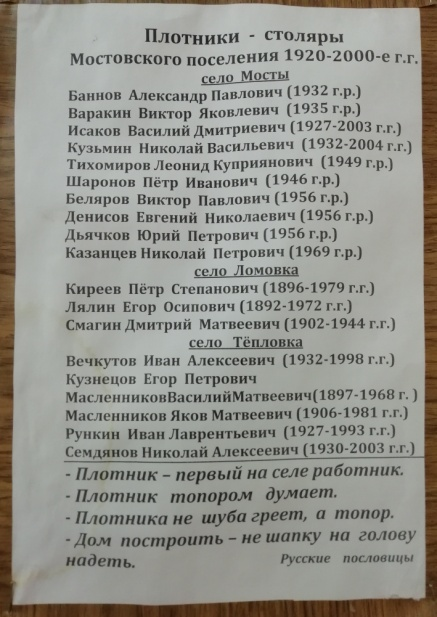 Плотники - столяры
Мостовского поселения 1920-2000-е г.г.
село Мосты
Баннов Александр Павлович (1932 г.р.)
Варакин Виктор Яковлевич (1935 г.р.)
Исаков Василий Дмитриевич (1927-2003 г.г.)
Кузьмин Николай Васильевич (1932-2004 г.г.)
Тихомиров Леонид Куприянович (1949 г.р.)
Шаронов Пётр Иванович (1946 г.р.)
Беляров Виктор Павлович (1956 г.р.)
Денисов Евгений Николаевич (1956 г.р.)
Дьячков Юрий Петрович (1956 г.р.)
Казанцев Николай Петрович (1969 г.р.)
село Ломовка
Киреев Пётр Степанович (1896-1979 г.г.)
Лялин Егор Осипович (1892-1972 г.г.)
Смагин Дмитрий Матвеевич (1902-1944 г.г.)
село Тёпловка
Вечкутов Иван Алексеевич (1932-1998 г.г.)
Кузнецов Егор Петрович
МасленниковВасилийМатвеевич(1897-1968 г. )
Масленников Яков Матвеевич (1906-1981 г.г.)
Рункин Иван Лаврентьевич (1927-1993 г.г.)
Семдянов Николай Алексеевич (1930-2003 г.г.)
- Плотник – первый на селе работник.
- Плотник топором думает.
- Плотника не шуба греет, а топор.
- Дом построить – не шапку на голову
надеть. Русские пословицы